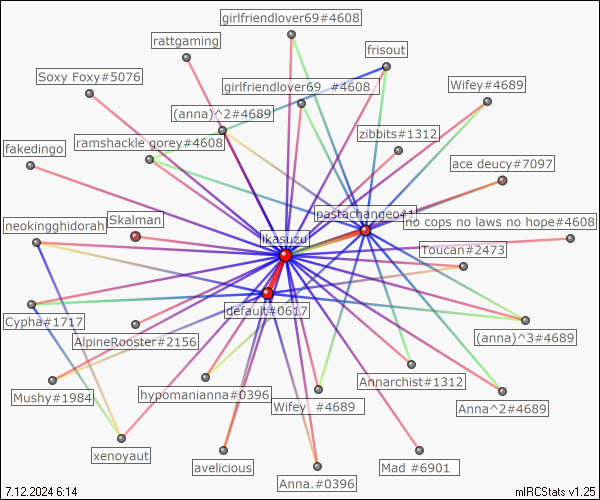 girlfriendlover69#4608
rattgaming
frisout
Soxy Foxy#5076
girlfriendlover69 #4608
Wifey#4689
(anna)^2#4689
zibbits#1312
ramshackle gorey#4608
fakedingo
ace deucy#7097
pastachangeo41
Skalman
no cops no laws no hope#4608
neokingghidorah
ikasuzu
Toucan#2473
default#0617
Cypha#1717
AlpineRooster#2156
(anna)^3#4689
Annarchist#1312
Mushy#1984
hypomanianna#0396
Wifey #4689
Anna^2#4689
xenoyaut
avelicious
Mad #6901
Anna.#0396
7.12.2024 6:14
mIRCStats v1.25